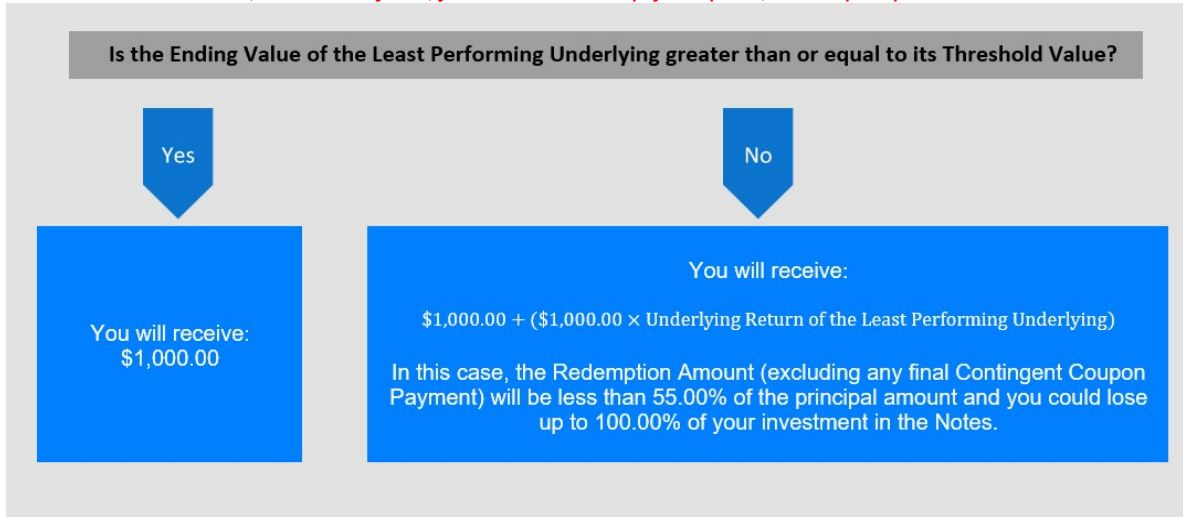 Is the Ending Value of the Least Performing Underlying greater than or equal to its Threshold Value?
Yes
No
You will receive:
$1,000.00
You will receive:
$1,000.00 + ($1,000.00 × Underlying Return of the Least Performing Underlying)
In this case, the Redemption Amount (excluding any final Contingent Coupon
Payment) will be less than 55.00% of the principal amount and you could lose
up to 100.00% of your investment in the Notes.